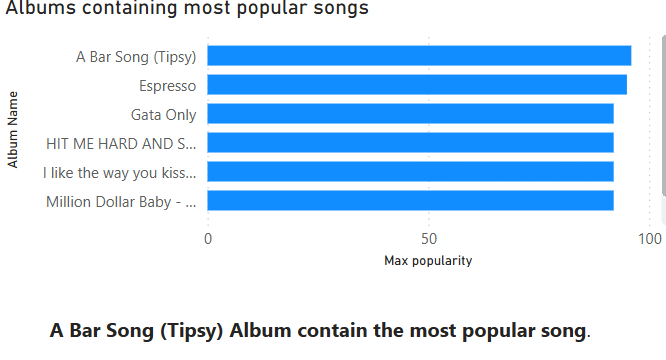 Albums containing most popular songs
Album Name
A Bar Song (Tipsy)
Espresso
Gata Only
HIT ME HARD AND S...
I like the way you kiss...
Million Dollar Baby - ...
0 50 100
Max popularity
A Bar Song (Tipsy) Album contain the most popular song.